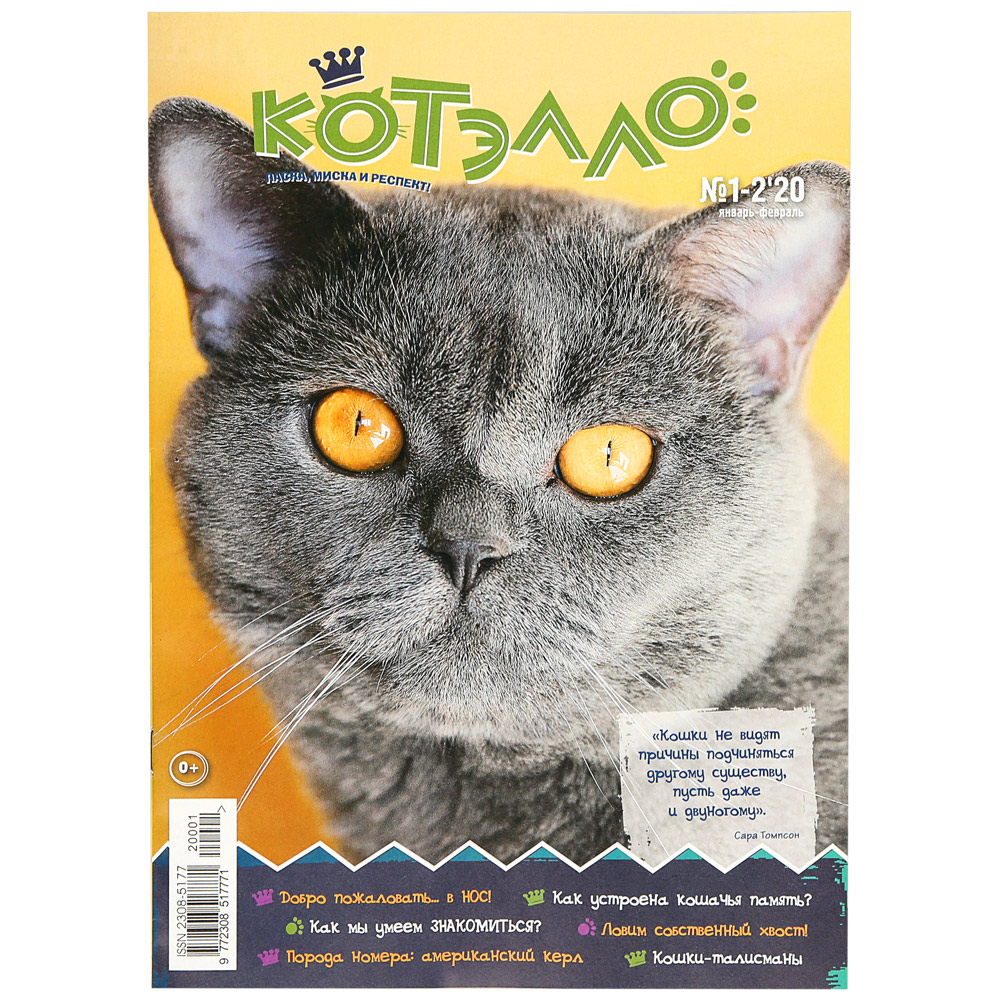 КОТЭЛЛО
ЛАСКА, МИСКА И РЕСПЕКТ!
№1-2'20
январь-февраль
«Кошки не видят
причины подчиняться
другому существу,
пусть даже
и двуногому».
Сара Томпсон
0+
ISSN 2308-5177
20001
9 772308 517771
Добро пожаловать... в НОС!
Как устроена кошачья память?
Как мы умеем ЗНАКОМИТЬСЯ?
Ловим собственный хвост!
Порода номера: американский керл
Кошки-талисманы